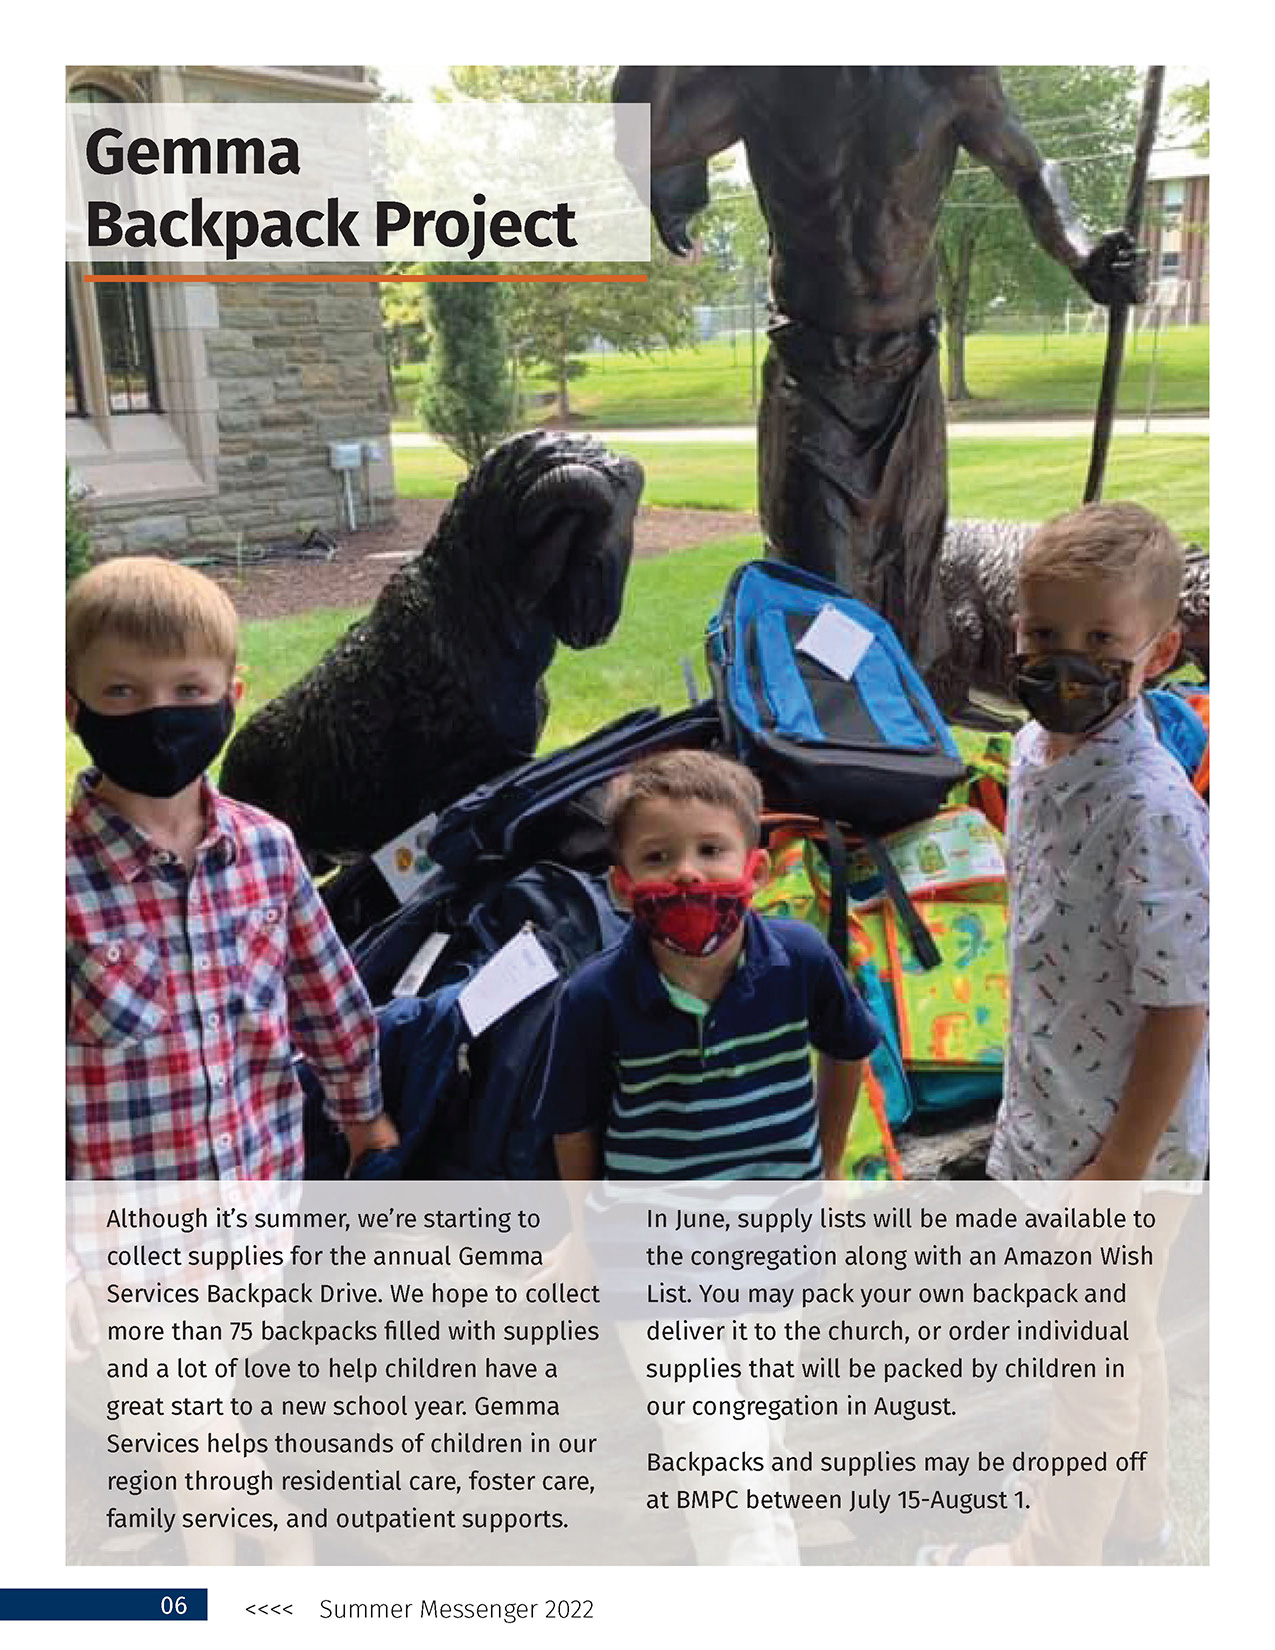 Gemma
Backpack Project
Although it’s summer, we’re starting to
collect supplies for the annual Gemma
Services Backpack Drive. We hope to collect
more than 75 backpacks filled with supplies
and a lot of love to help children have a
great start to a new school year. Gemma
Services helps thousands of children in our
region through residential care, foster care,
family services, and outpatient supports.
In June, supply lists will be made available to
the congregation along with an Amazon Wish
List. You may pack your own backpack and
deliver it to the church, or order individual
supplies that will be packed by children in
our congregation in August.
Backpacks and supplies may be dropped off
at BMPC between July 15-August 1.
06 <<<< Summer Messenger 2022